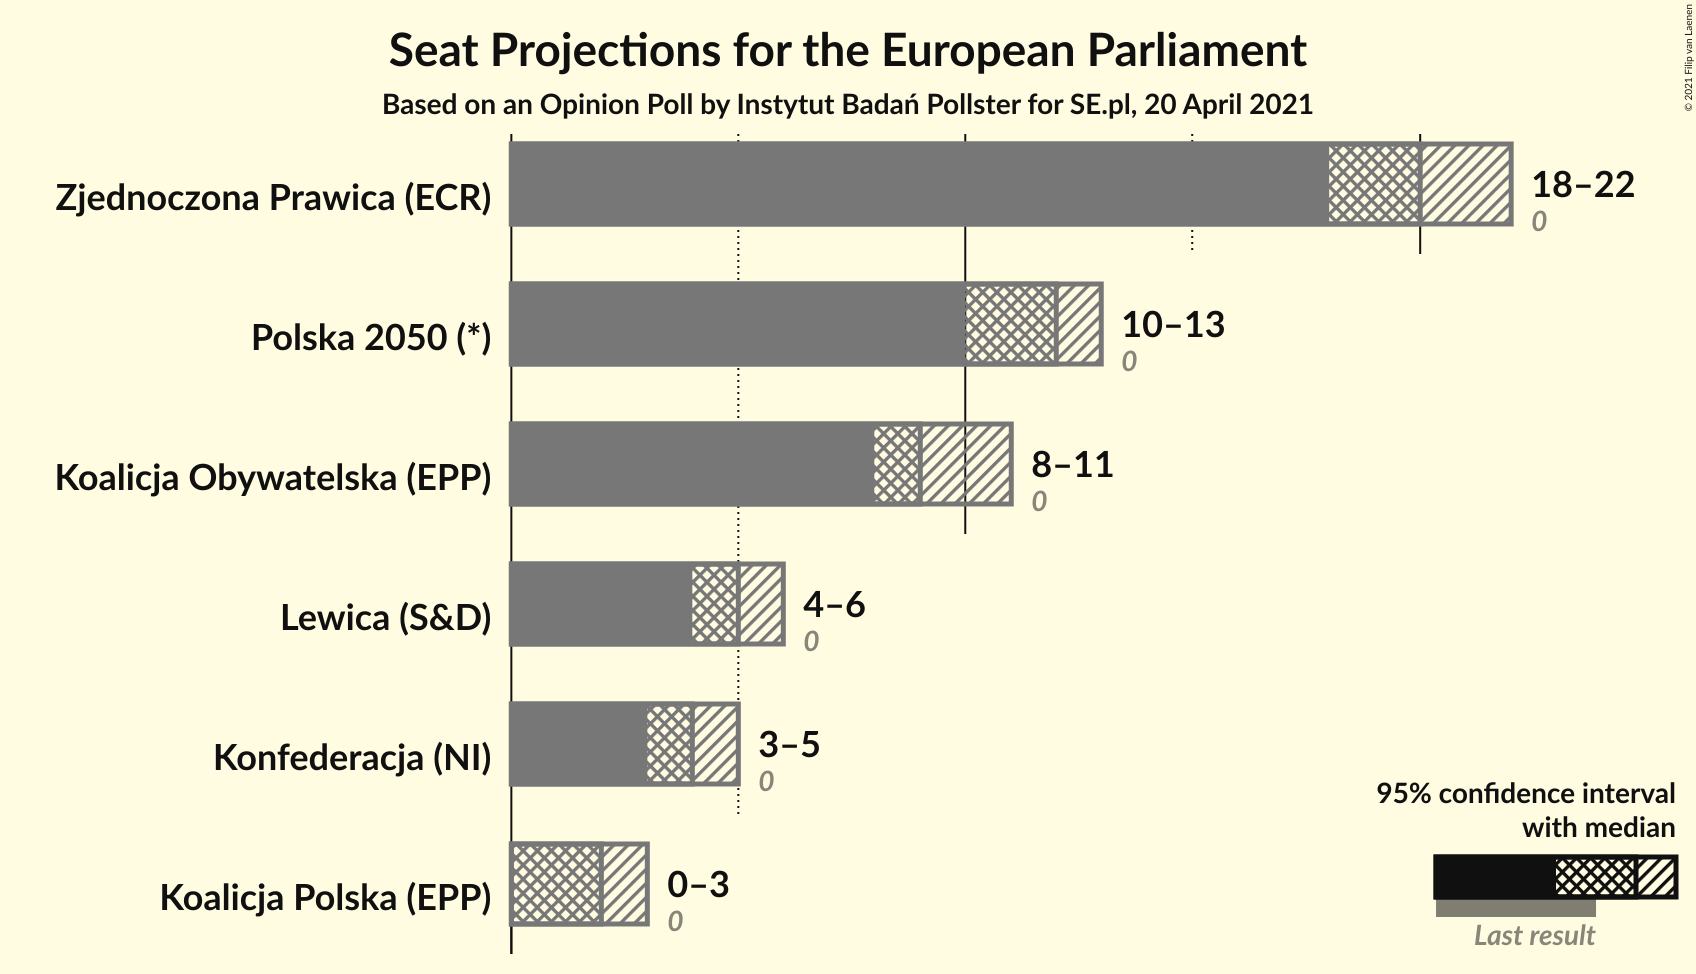 Seat Projections for the European Parliament
Based on an Opinion Poll by Instytut Badań Pollster for SE.pl, 20 April 2021
© 2021 Filip van Laenen
Zjednoczona Prawica (ECR)
18–22
0
Polska 2050 (*)
10–13
0
Koalicja Obywatelska (EPP)
8–11
0
Lewica (S&D)
4–6
0
Konfederacja (NI)
3–5
0
Koalicja Polska (EPP)
0–3
0
95% confidence interval
with median
Last result